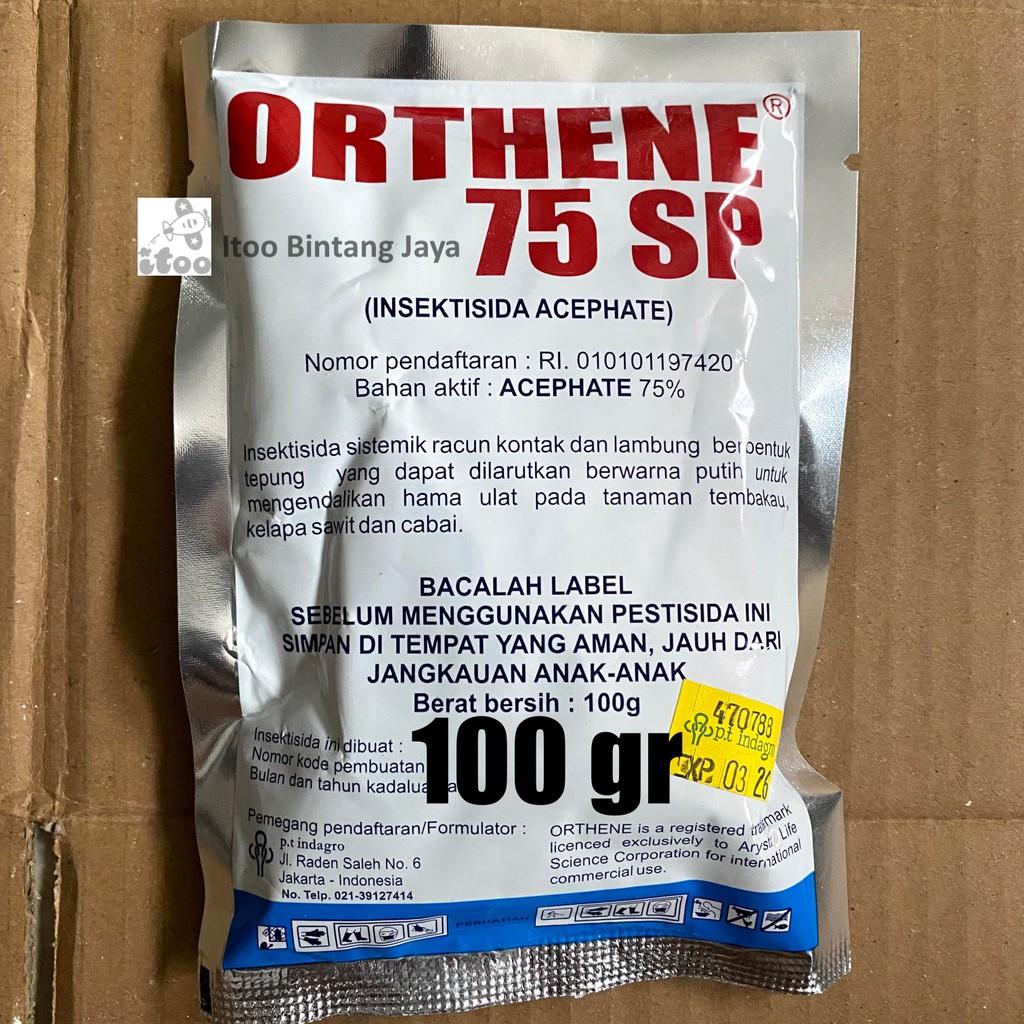 ORTHENE®
75 SP
itoo
Itoo Bintang Jaya
(INSEKTISIDA ACEPHATE)
Nomor pendaftaran : RI. 010101197420
Bahan aktif : ACEPHATE 75%
Insektisida sistemik racun kontak dan lambung berbentuk
tepung yang dapat dilarutkan berwarna putih untuk
mengendalikan hama ulat pada tanaman tembakau,
kelapa sawit dan cabai.
BACALAH LABEL
SEBELUM MENGGUNAKAN PESTISIDA INI
SIMPAN DI TEMPAT YANG AMAN, JAUH DARI
JANGKAUAN ANAK-ANAK
Berat bersih : 100g
100 gr
470788
p.t indagro
EXP. 03 26
Insektisida ini dibuat :
Nomor kode pembuatan
Bulan dan tahun
Pemegang pendaftaran/Formulator :
p.t indagro
Jl. Raden Saleh No. 6
Jakarta - Indonesia
No. Telp. 021-39127414
ORTHENE is a registered trademark
licenced exclusively to Arysta Life
Science Corporation for international
commercial use.
PERHATIAN